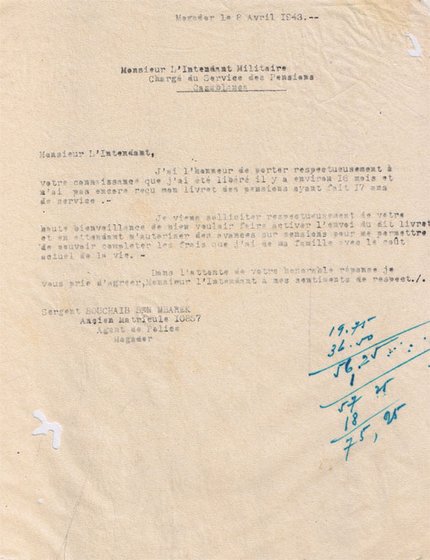 Mogador le 2 Avril 1943.--
Monsieur L'Intendant Militaire
Chargé du Service des Pensions
Casablanca
Monsieur L'Intendant,
J'ai l'honneur de porter respectueusement à
votre connaissance que j'ai été libéré il y a environ 18 mois et
n'ai pas encore reçu mon livret des pensions ayant fait 17 ans
de service .-
Je viens solliciter respectueusement de votre
haute bienveillance de bien vouloir faire activer l'envoi du dit livret
et en attendant m'autoriser des avances sur pensions pour me permettre
de pouvoir completer les frais que j'ai de ma famille avec le coût
actuel de la vie. -
Dans l'attente de votre honorable réponse je
vous prie d'agréer,Monsieur l'Intendant à mes sentiments de respect./.
Sergent BOUCHAIB BEN MBAREK
Ancien Matricule 10857
Agent de Police
Mogador
19.75
36.50
56.25
1
57 25
18
75,25